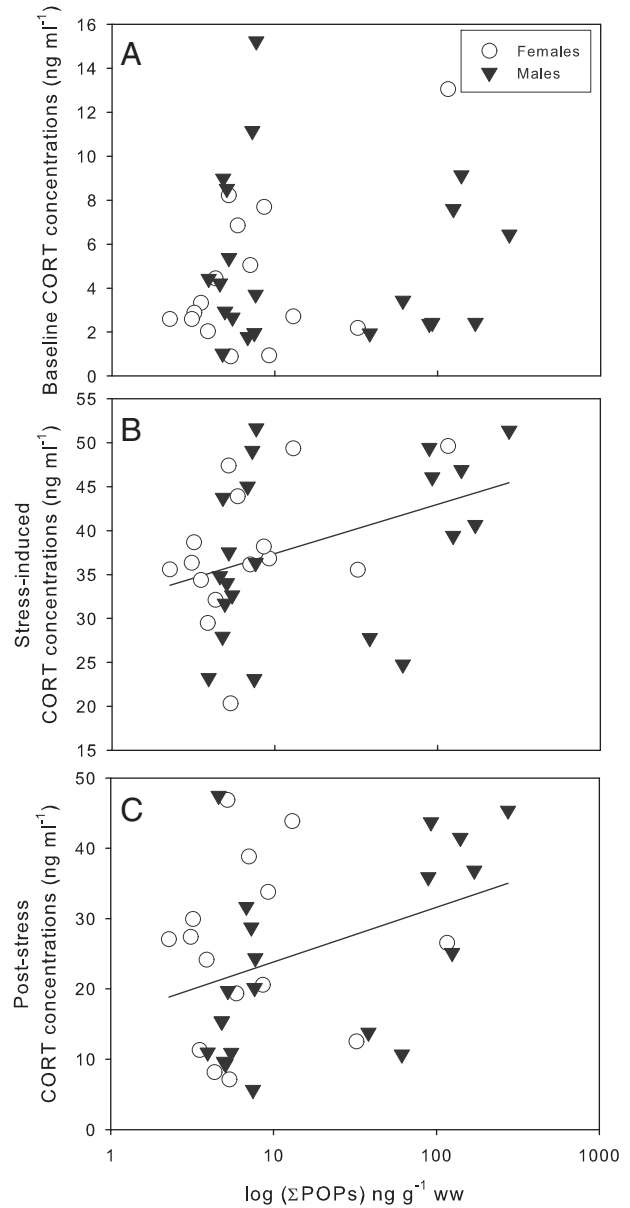 A
Baseline CORT concentrations (ng ml⁻¹)
16
14
12
10
8
6
4
2
0
Females
Males
B
Stress-induced
CORT concentrations (ng ml⁻¹)
55
50
45
40
35
30
25
20
15
C
Post-stress
CORT concentrations (ng ml⁻¹)
50
40
30
20
10
0
1
10
100
1000
log (ΣPOPs) ng g⁻¹ ww